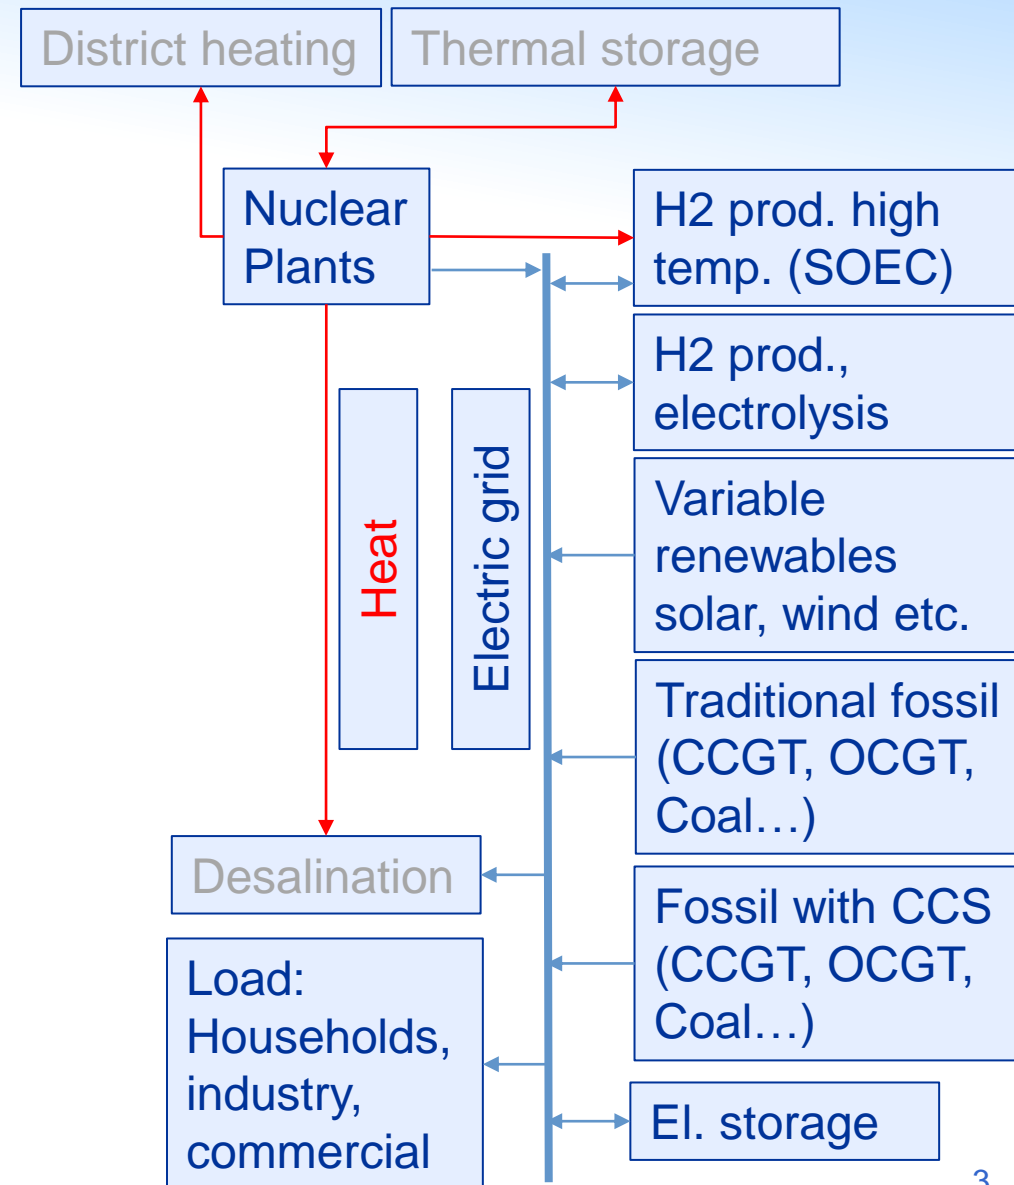 District heating
Thermal storage
Nuclear
Plants
H2 prod. high
temp. (SOEC)
H2 prod.,
electrolysis
Heat
Electric grid
Variable
renewables
solar, wind etc.
Traditional fossil
(CCGT, OCGT,
Coal…)
Desalination
Fossil with CCS
(CCGT, OCGT,
Coal…)
Load:
Households,
industry,
commercial
El. storage
3